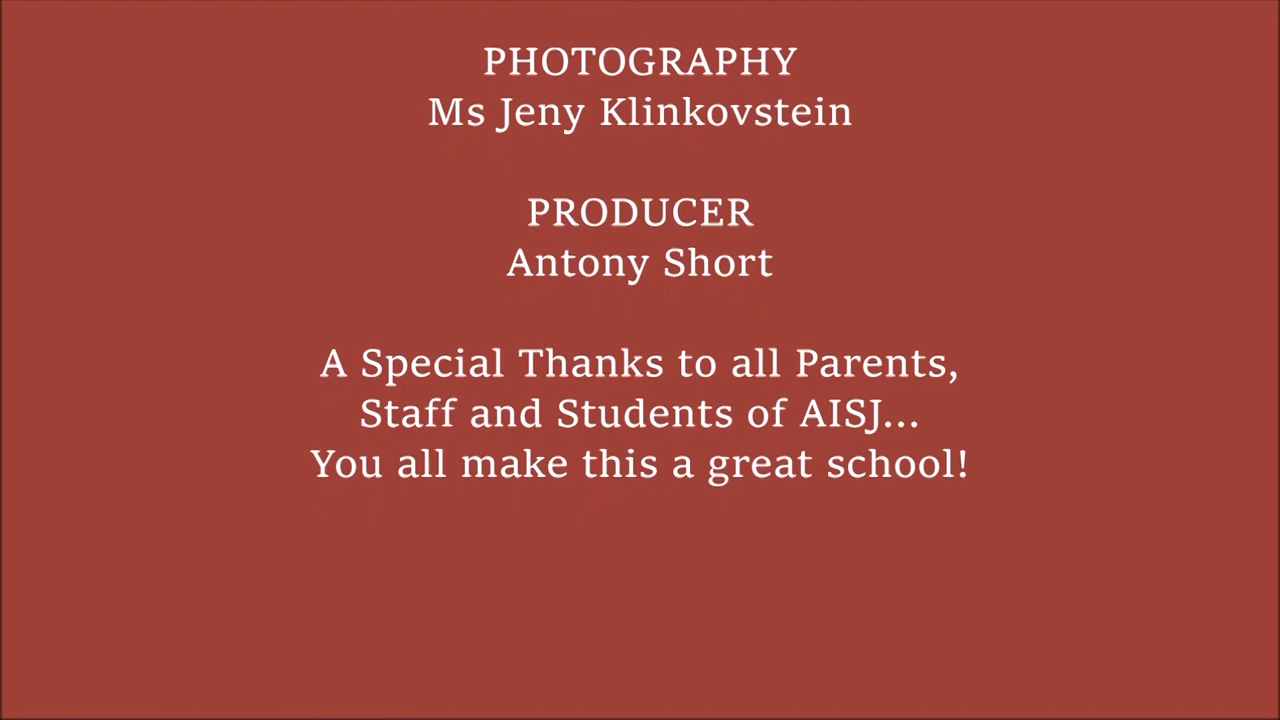 PHOTOGRAPHY
Ms Jeny Klinkovstein
PRODUCER
Antony Short
A Special Thanks to all Parents,
Staff and Students of AISJ...
You all make this a great school!